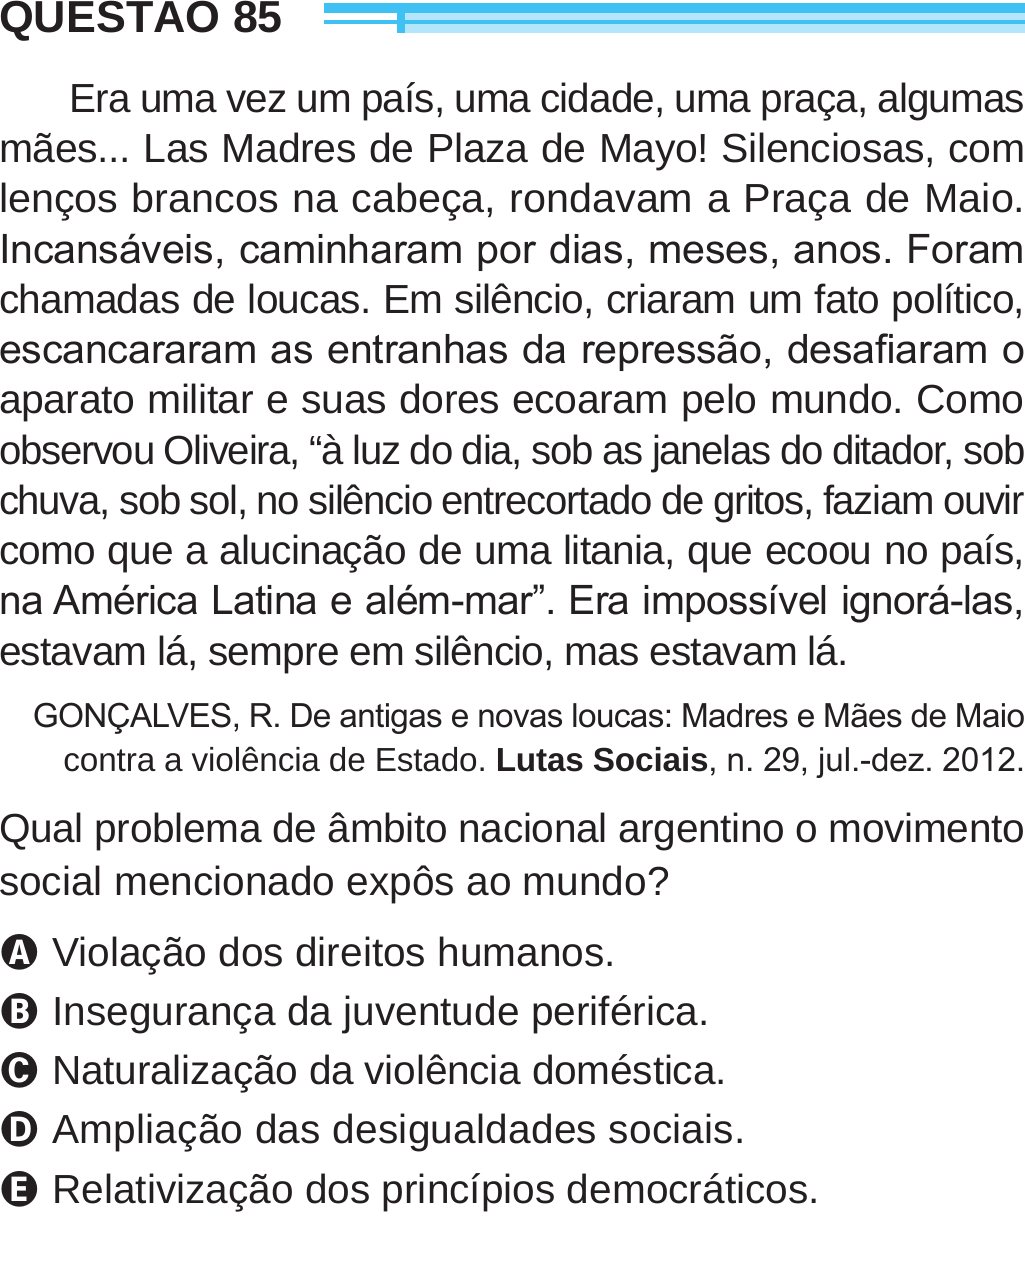 QUESTÃO 85
Era uma vez um país, uma cidade, uma praça, algumas
mães... Las Madres de Plaza de Mayo! Silenciosas, com
lenços brancos na cabeça, rondavam a Praça de Maio.
Incansáveis, caminharam por dias, meses, anos. Foram
chamadas de loucas. Em silêncio, criaram um fato político,
escancararam as entranhas da repressão, desafiaram o
aparato militar e suas dores ecoaram pelo mundo. Como
observou Oliveira, “à luz do dia, sob as janelas do ditador, sob
chuva, sob sol, no silêncio entrecortado de gritos, faziam ouvir
como que a alucinação de uma litania, que ecoou no país,
na América Latina e além-mar”. Era impossível ignorá-las,
estavam lá, sempre em silêncio, mas estavam lá.
GONÇALVES, R. De antigas e novas loucas: Madres e Mães de Maio
contra a violência de Estado. Lutas Sociais, n. 29, jul.-dez. 2012.
Qual problema de âmbito nacional argentino o movimento
social mencionado expôs ao mundo?
A Violação dos direitos humanos.
B Insegurança da juventude periférica.
C Naturalização da violência doméstica.
D Ampliação das desigualdades sociais.
E Relativização dos princípios democráticos.